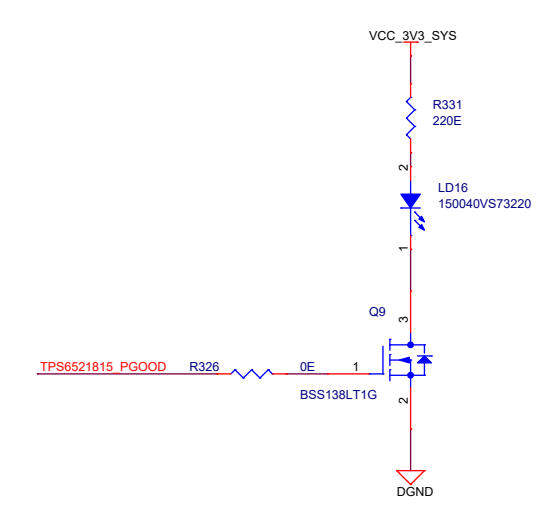 VCC_3V3_SYS
R331
220E
2
LD16
150040VS73220
1
Q9
3
TPS6521815_PGOOD R326 0E 1
BSS138LT1G
2
DGND